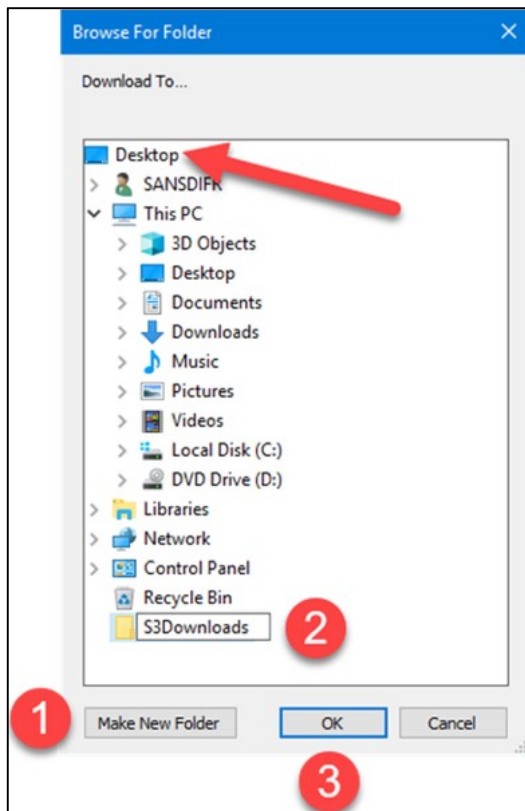 Browse For Folder
Download To...
Desktop
SANSDIFR
This PC
3D Objects
Desktop
Documents
Downloads
Music
Pictures
Videos
Local Disk (C:)
DVD Drive (D:)
Libraries
Network
Control Panel
Recycle Bin
S3Downloads 2
1 Make New Folder OK Cancel
3